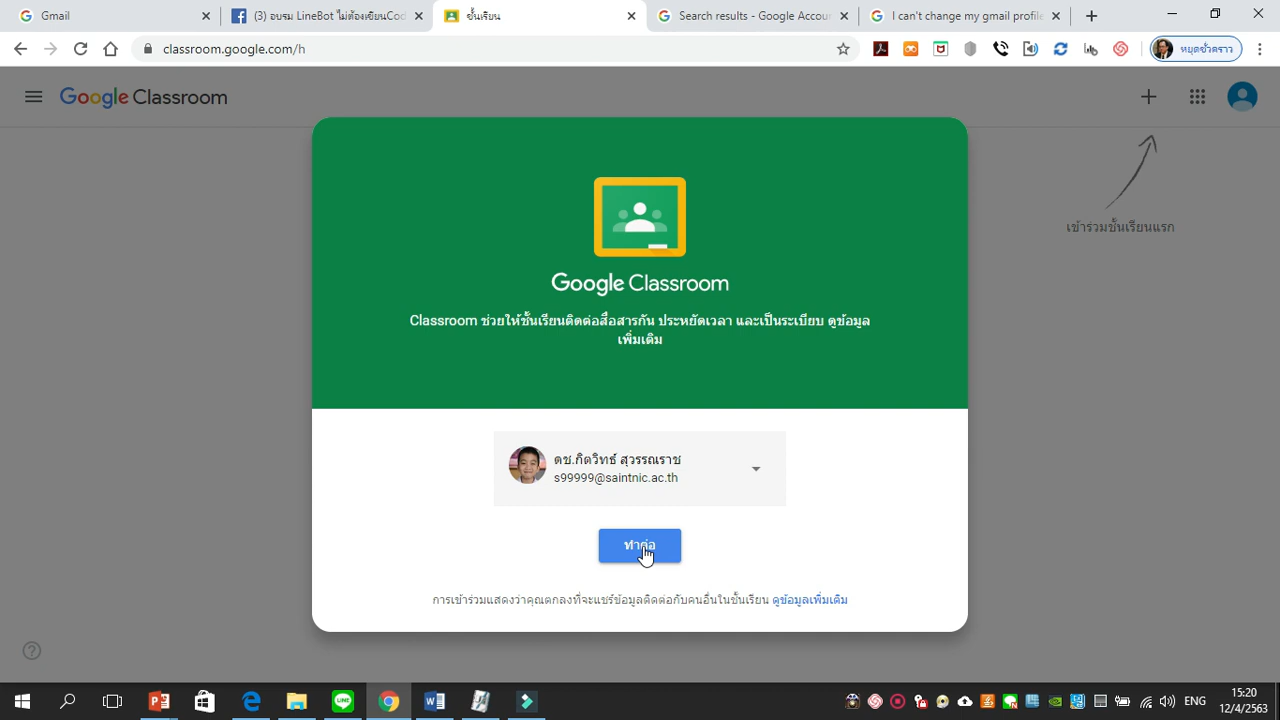 Gmail
(3) อบรม LineBot ไม่ต้องเขียนCod
ชั้นเรียน
Search results - Google Accou
I can't change my gmail profile
classroom.google.com/h
หยุดชั่วคราว
Google Classroom
เข้าร่วมชั้นเรียนแรก
Google Classroom
Classroom ช่วยให้ชั้นเรียนติดต่อสื่อสารกัน ประหยัดเวลา และเป็นระเบียบ ดูข้อมูล
เพิ่มเติม
ดช.กิตวิทธ์ สุวรรณราช
s99999@saintnic.ac.th
ทำต่อ
การเข้าร่วมแสดงว่าคุณตกลงที่จะแชร์ข้อมูลติดต่อกับคนอื่นในชั้นเรียน ดูข้อมูลเพิ่มเติม
ENG
15:20
12/4/2563